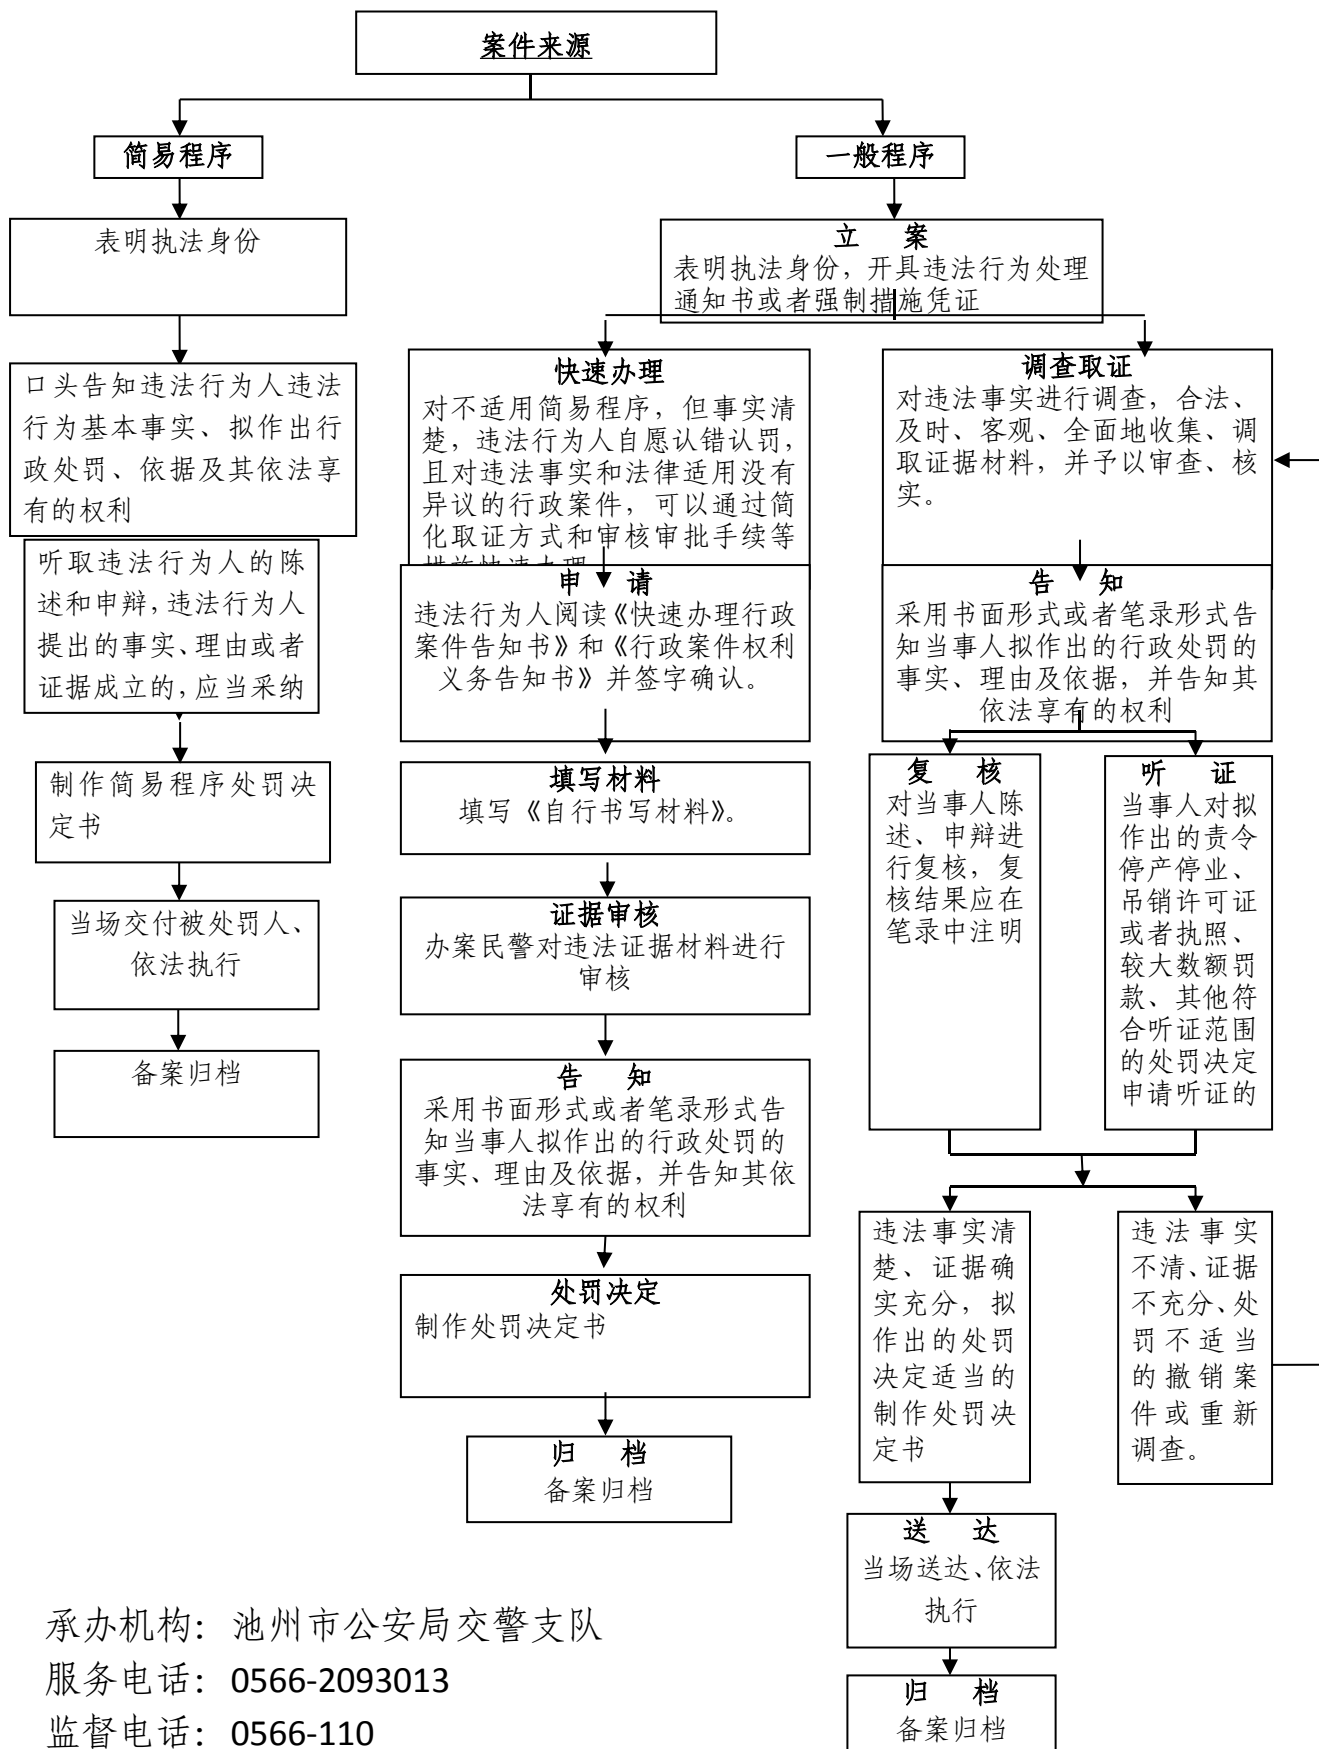 案件来源
简易程序
一般程序
表明执法身份
立 案
表明执法身份，开具违法行为处理
通知书或者强制措施凭证
口头告知违法行为人违法
行为基本事实、拟作出行
政处罚、依据及其依法享
有的权利
听取违法行为人的陈
述和申辩，违法行为人
提出的事实、理由或者
证据成立的，应当采纳
制作简易程序处罚决
定书
当场交付被处罚人、
依法执行
备案归档
快速办理
对不适用简易程序，但事实清
楚，违法行为人自愿认错认罚，
且对违法事实和法律适用没有
异议的行政案件，可以通过简
化取证方式和审核审批手续等
措施快速办理
申 请
违法行为人阅读《快速办理行政
案件告知书》和《行政案件权利
义务告知书》并签字确认。
填写材料
填写《自行书写材料》。
证据审核
办案民警对违法证据材料进行
审核
告 知
采用书面形式或者笔录形式告
知当事人拟作出的行政处罚的
事实、理由及依据，并告知其依
法享有的权利
处罚决定
制作处罚决定书
归 档
备案归档
调查取证
对违法事实进行调查，合法、
及时、客观、全面地收集、调
取证据材料，并予以审查、核
实。
告 知
采用书面形式或者笔录形式告
知当事人拟作出的行政处罚的
事实、理由及依据，并告知其
依法享有的权利
复 核
对当事人陈
述、申辩进
行复核，复
核结果应在
笔录中注明
听 证
当事人对拟
作出的责令
停产停业、
吊销许可证
或者执照、
较大数额罚
款、其他符
合听证范围
的处罚决定
申请听证的
违法事实清
楚、证据确
实充分，拟
作出的处罚
决定适当的
制作处罚决
定书
违法事实
不清、证据
不充分、处
罚不适当
的撤销案
件或重新
调查。
送 达
当场送达、依法
执行
归 档
备案归档
承办机构：池州市公安局交警支队
服务电话：0566-2093013
监督电话：0566-110